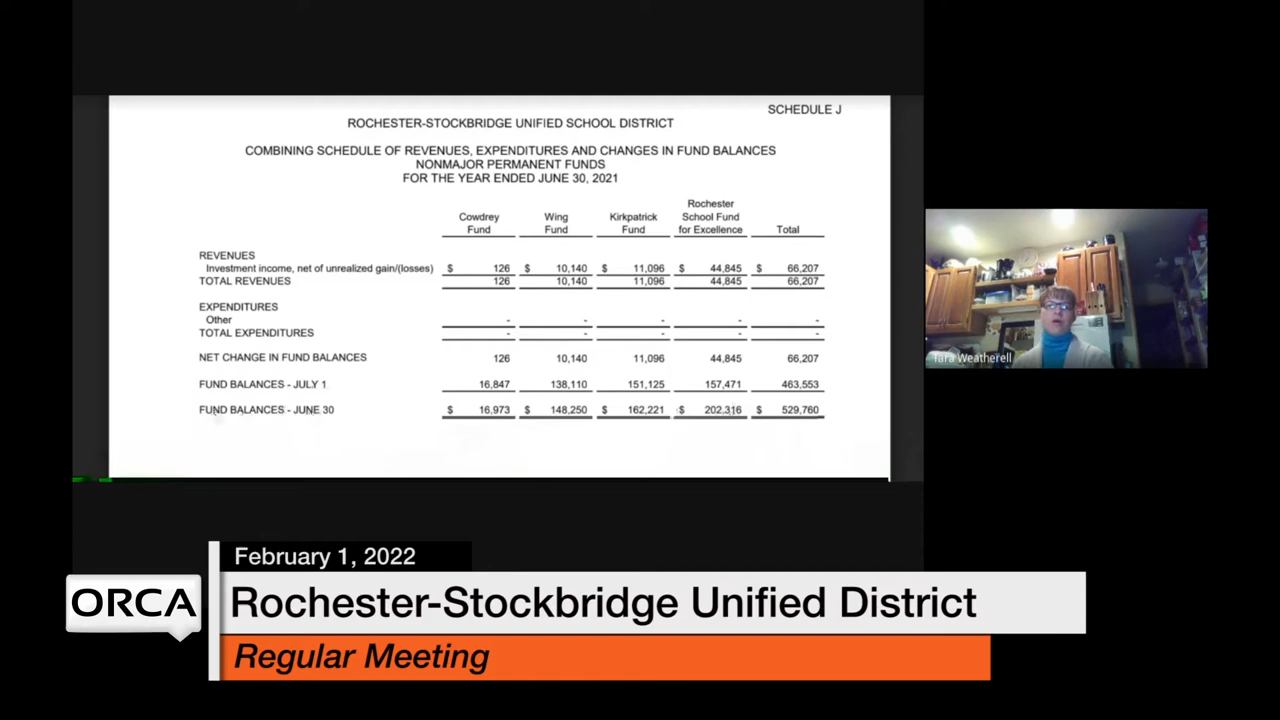 SCHEDULE J
ROCHESTER-STOCKBRIDGE UNIFIED SCHOOL DISTRICT
COMBINING SCHEDULE OF REVENUES, EXPENDITURES AND CHANGES IN FUND BALANCES
NONMAJOR PERMANENT FUNDS
FOR THE YEAR ENDED JUNE 30, 2021
Cowdrey Fund Wing Fund Kirkpatrick Fund Rochester School Fund for Excellence Total
REVENUES
Investment income, net of unrealized gain/(losses) $ 126 $ 10,140 $ 11,096 $ 44,845 $ 66,207
TOTAL REVENUES 126 10,140 11,096 44,845 66,207
EXPENDITURES
Other - - - - -
TOTAL EXPENDITURES - - - - -
NET CHANGE IN FUND BALANCES 126 10,140 11,096 44,845 66,207
FUND BALANCES - JULY 1 16,847 138,110 151,125 157,471 463,553
FUND BALANCES - JUNE 30 $ 16,973 $ 148,250 $ 162,221 $ 202,316 $ 529,760
Tara Weatherell
February 1, 2022
ORCA
Rochester-Stockbridge Unified District
Regular Meeting